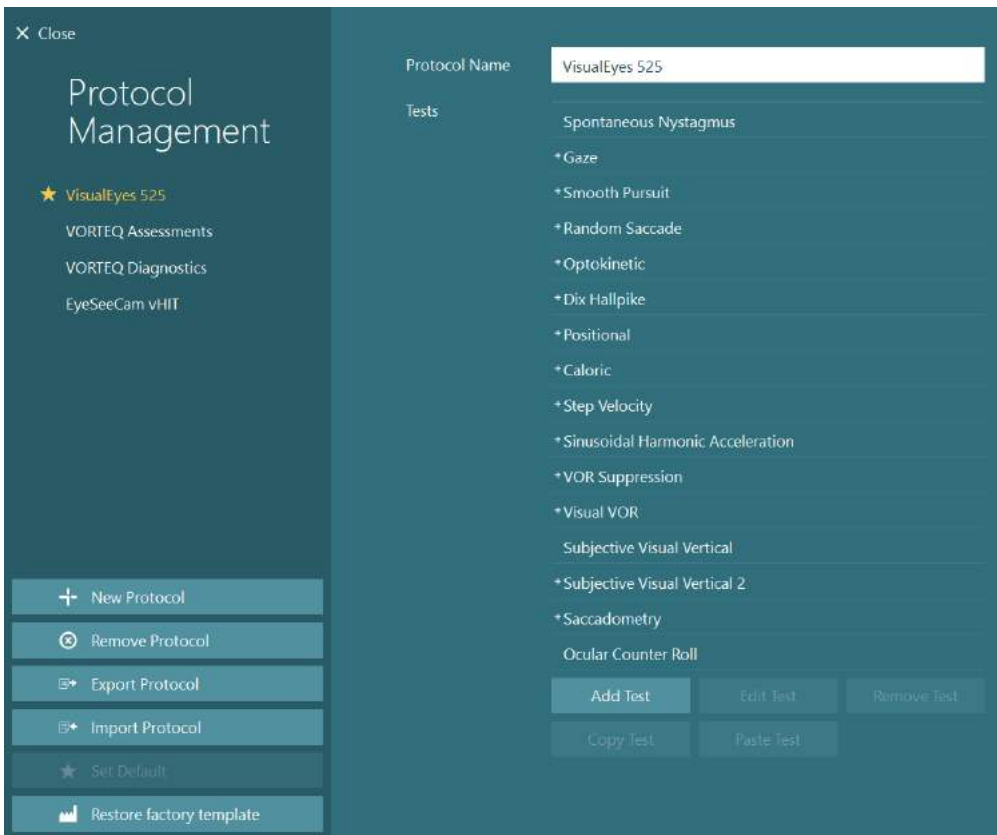 Close
Protocol
Management
VisualEyes 525
VORTEQ Assessments
VORTEQ Diagnostics
EyeSeeCam vHIT
New Protocol
Remove Protocol
Export Protocol
Import Protocol
Set Default
Restore factory template
Protocol Name
VisualEyes 525
Tests
Spontaneous Nystagmus
+Gaze
+Smooth Pursuit
+Random Saccade
+Optokinetic
+Dix Hallpike
+Positional
+Caloric
+Step Velocity
+Sinusoidal Harmonic Acceleration
+VOR Suppression
+Visual VOR
Subjective Visual Vertical
+Subjective Visual Vertical 2
+Saccadometry
Ocular Counter Roll
Add Test Edit Test Remove Test
Copy Test Paste Test